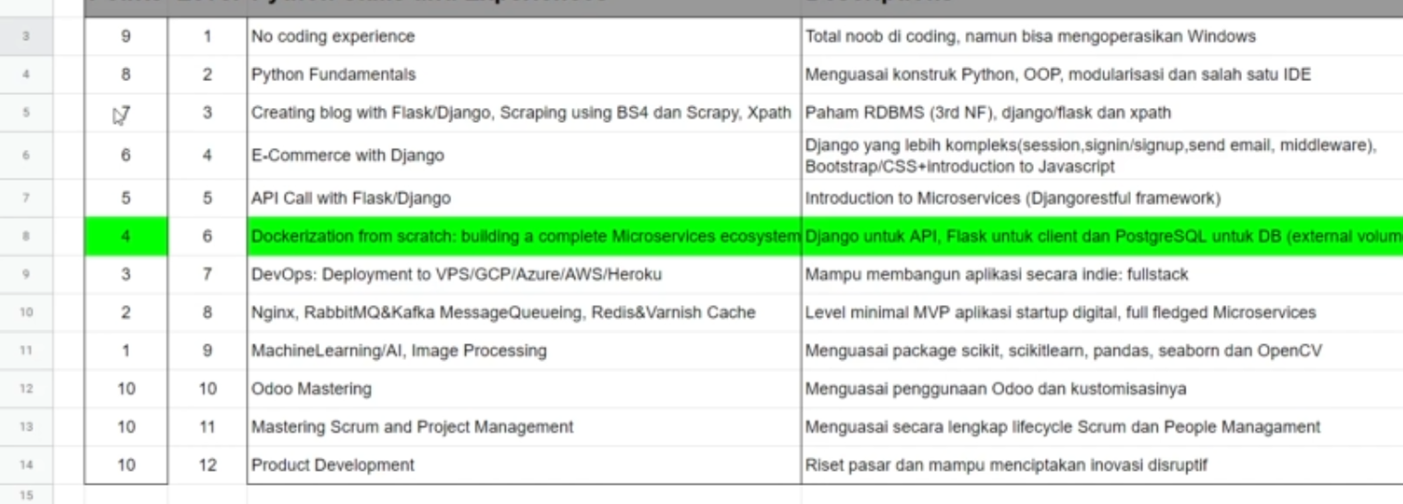 3 9 1 No coding experience Total noob di coding, namun bisa mengoperasikan Windows
4 8 2 Python Fundamentals Menguasai konstruk Python, OOP, modularisasi dan salah satu IDE
5 7 3 Creating blog with Flask/Django, Scraping using BS4 dan Scrapy, Xpath Paham RDBMS (3rd NF), django/flask dan xpath
6 6 4 E-Commerce with Django Django yang lebih kompleks(session,signin/signup,send email, middleware),
Bootstrap/CSS+introduction to Javascript
7 5 5 API Call with Flask/Django Introduction to Microservices (Djangorestful framework)
8 4 6 Dockerization from scratch: building a complete Microservices ecosystem Django untuk API, Flask untuk client dan PostgreSQL untuk DB (external volum
9 3 7 DevOps: Deployment to VPS/GCP/Azure/AWS/Heroku Mampu membangun aplikasi secara indie: fullstack
10 2 8 Nginx, RabbitMQ&Kafka MessageQueueing, Redis&Varnish Cache Level minimal MVP aplikasi startup digital, full fledged Microservices
11 1 9 MachineLearning/AI, Image Processing Menguasai package scikit, scikitlearn, pandas, seaborn dan OpenCV
12 10 10 Odoo Mastering Menguasai penggunaan Odoo dan kustomisasinya
13 10 11 Mastering Scrum and Project Management Menguasai secara lengkap lifecycle Scrum dan People Managament
14 10 12 Product Development Riset pasar dan mampu menciptakan inovasi disruptif
15